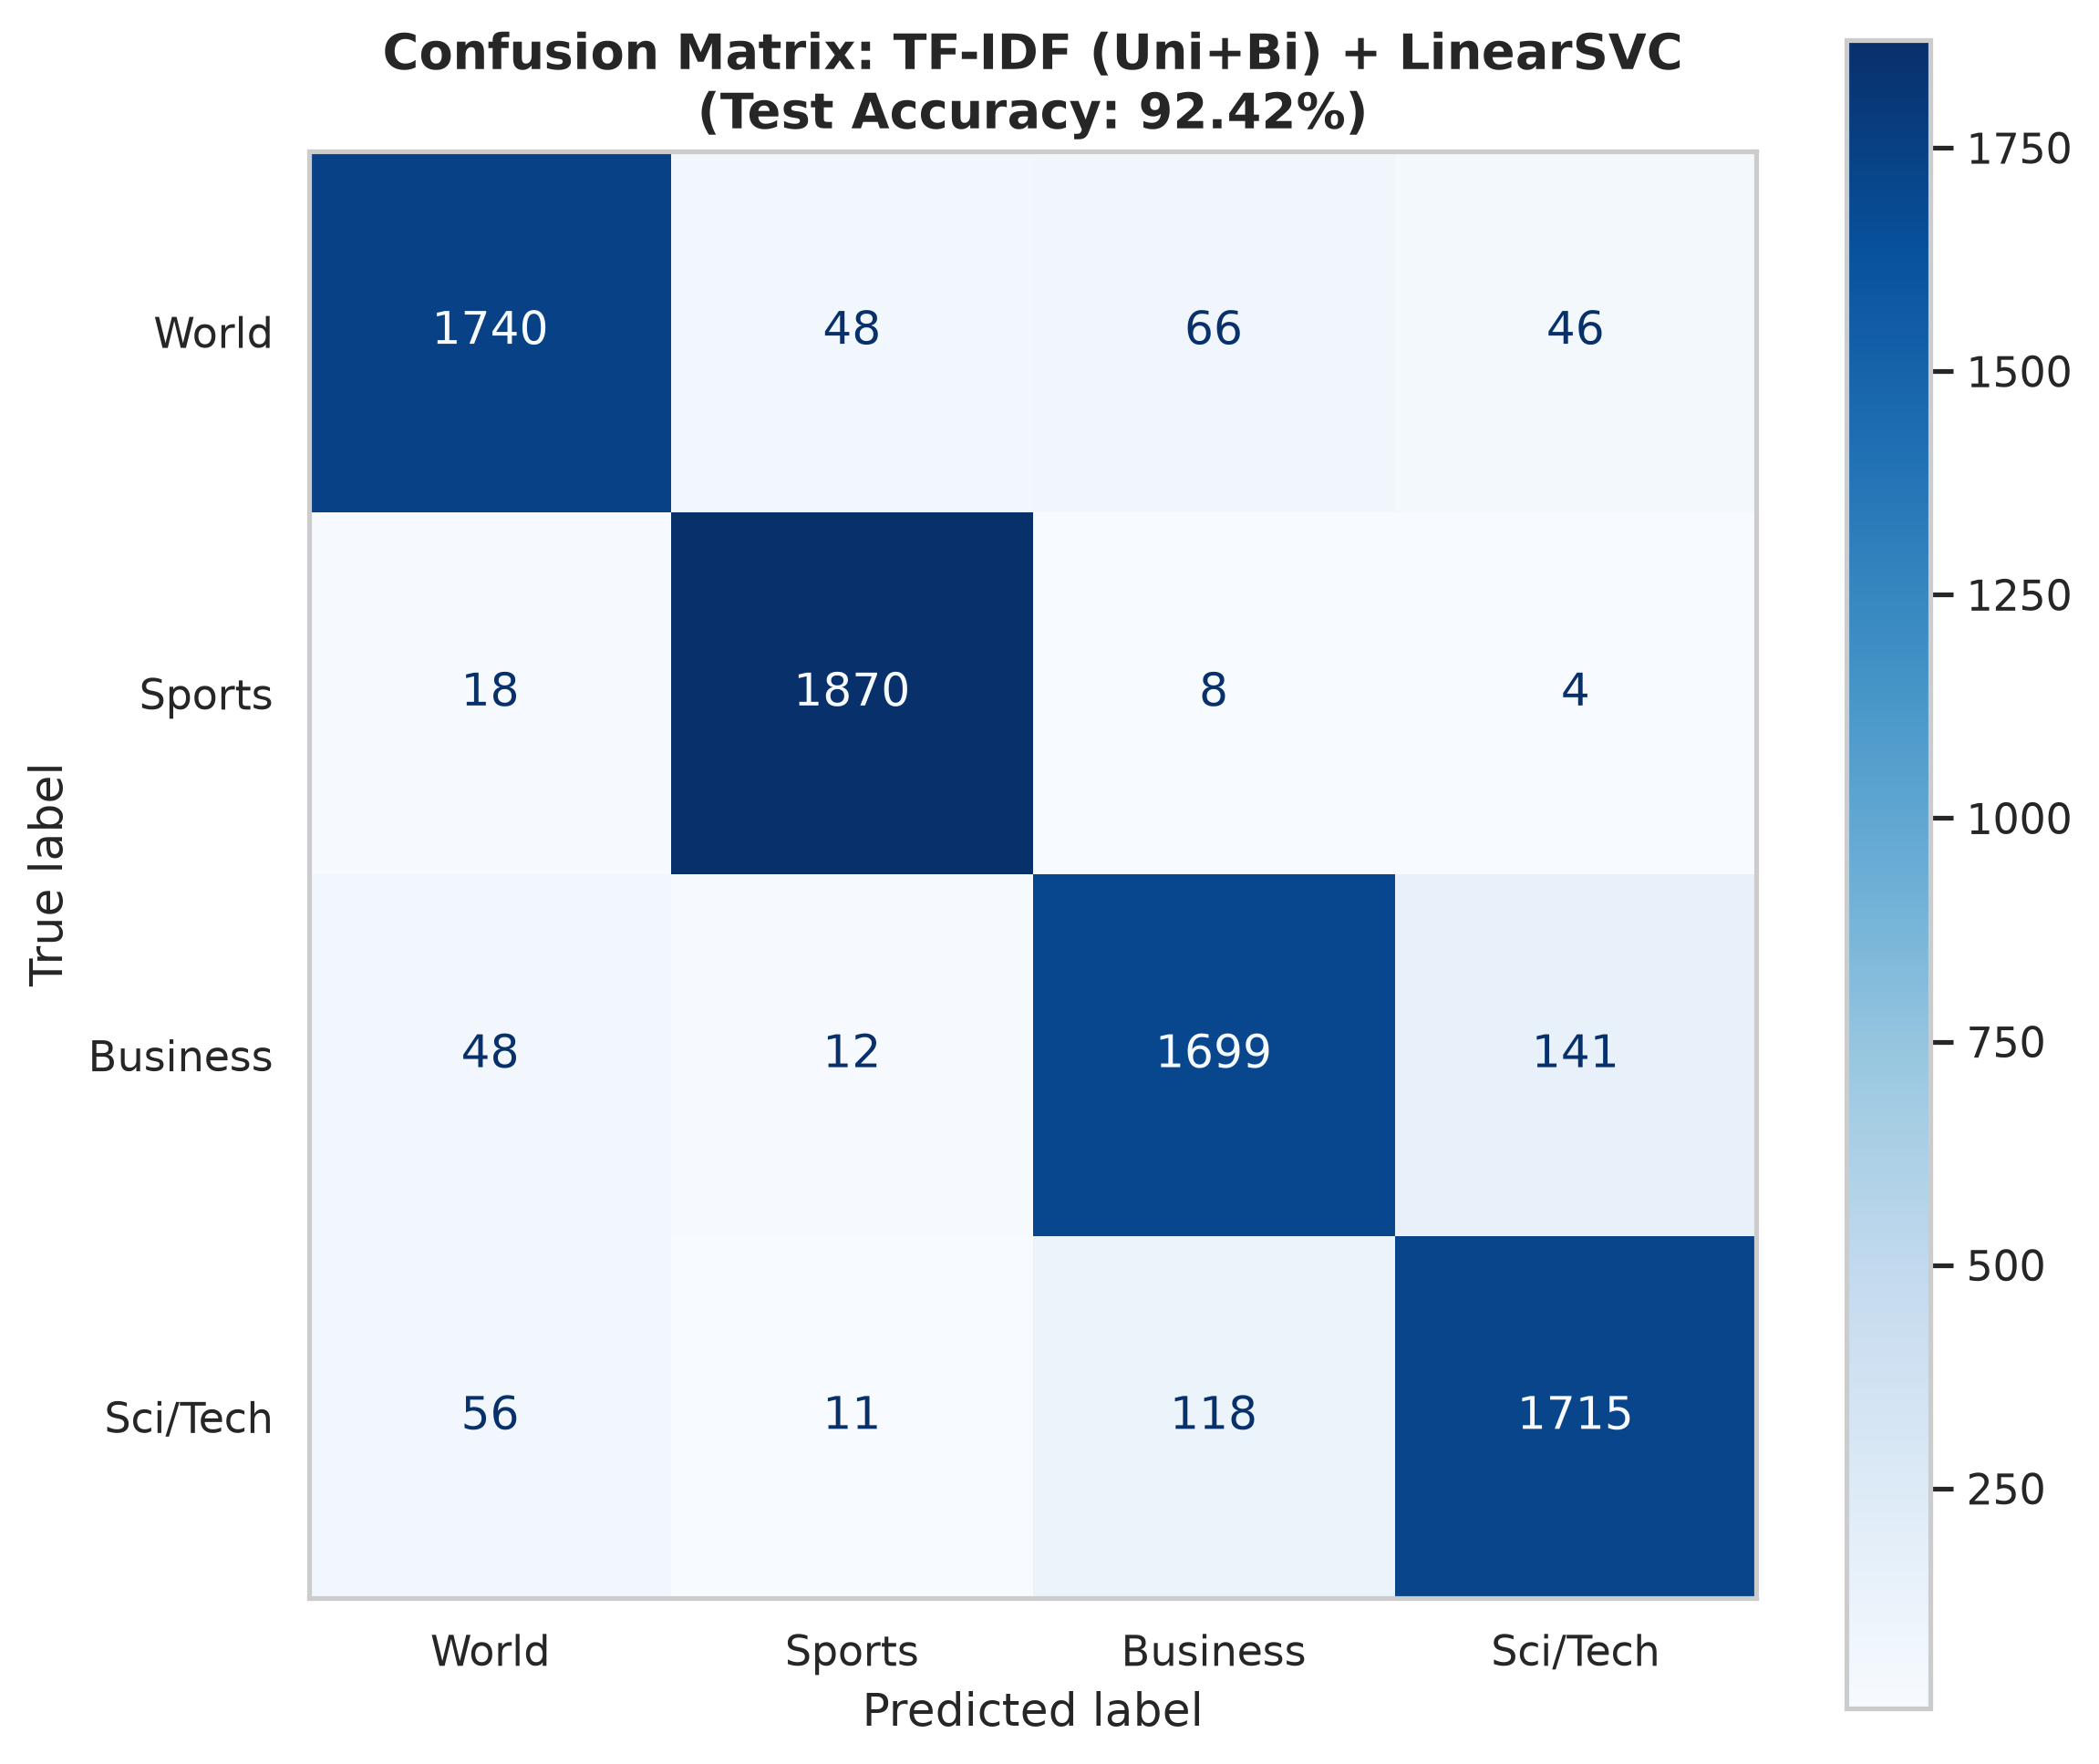 Confusion Matrix: TF-IDF (Uni+Bi) + LinearSVC
(Test Accuracy: 92.42%)
True label
World
1740 48 66 46
Sports
18 1870 8 4
Business
48 12 1699 141
Sci/Tech
56 11 118 1715
World Sports Business Sci/Tech
Predicted label
1750
1500
1250
1000
750
500
250